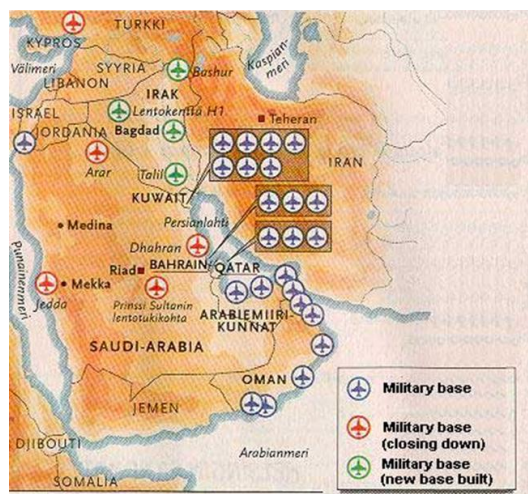 TURKKI
KYPROS
Kaspian-
meri
Välimeri
SYYRIA
Bashur
LIBANON
IRAK
ISRAEL
Lentokenttä H1
Teheran
JORDANIA
Bagdad
IRAN
Arar
Talil
KUWAIT
Medina
Persianlahti
Dhahran
Punainenmeri
Riad
BAHRAIN
QATAR
Mekka
Jedda
Prinssi Sultanin
lentotukikohta
ARABIEMIIRI-
KUNNAT
SAUDI-ARABIA
OMAN
JEMEN
DJIBOUTI
Arabianmeri
SOMALIA
Military base
Military base
(closing down)
Military base
(new base built)